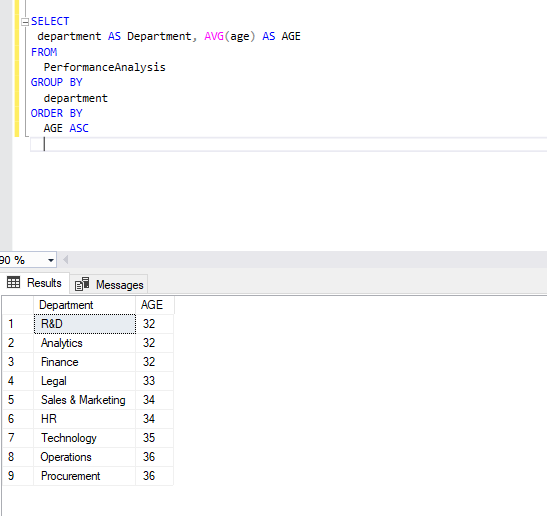 SELECT
department AS Department, AVG(age) AS AGE
FROM
PerformanceAnalysis
GROUP BY
department
ORDER BY
AGE ASC
90 %
Results Messages
Department AGE
1 R&D 32
2 Analytics 32
3 Finance 32
4 Legal 33
5 Sales & Marketing 34
6 HR 34
7 Technology 35
8 Operations 36
9 Procurement 36